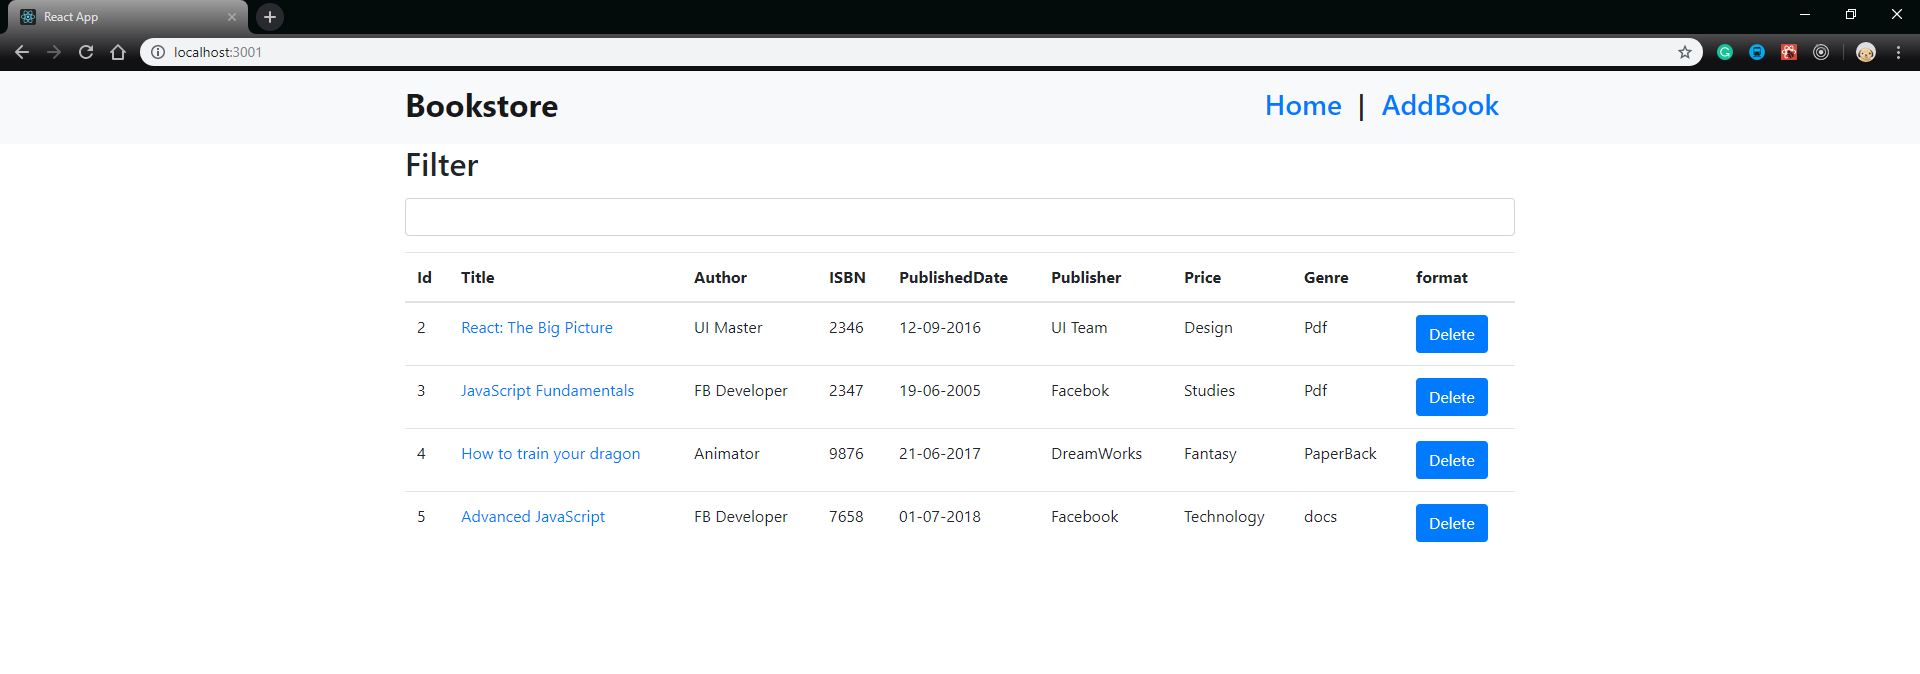 React App
localhost:3001
Bookstore
Home | AddBook
Filter
Id Title Author ISBN PublishedDate Publisher Price Genre format
2 React: The Big Picture UI Master 2346 12-09-2016 UI Team Design Pdf Delete
3 JavaScript Fundamentals FB Developer 2347 19-06-2005 Facebok Studies Pdf Delete
4 How to train your dragon Animator 9876 21-06-2017 DreamWorks Fantasy PaperBack Delete
5 Advanced JavaScript FB Developer 7658 01-07-2018 Facebook Technology docs Delete